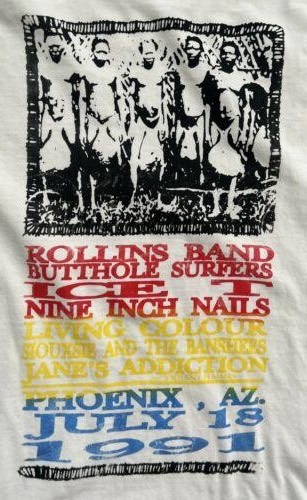 ROLLINS BAND
BUTTHOLE SURFERS
ICE T
NINE INCH NAILS
LIVING COLOUR
SIOUXSIE AND THE BANSHEES
JANE'S ADDICTION
PHOENIX , AZ.
JULY 18
1991